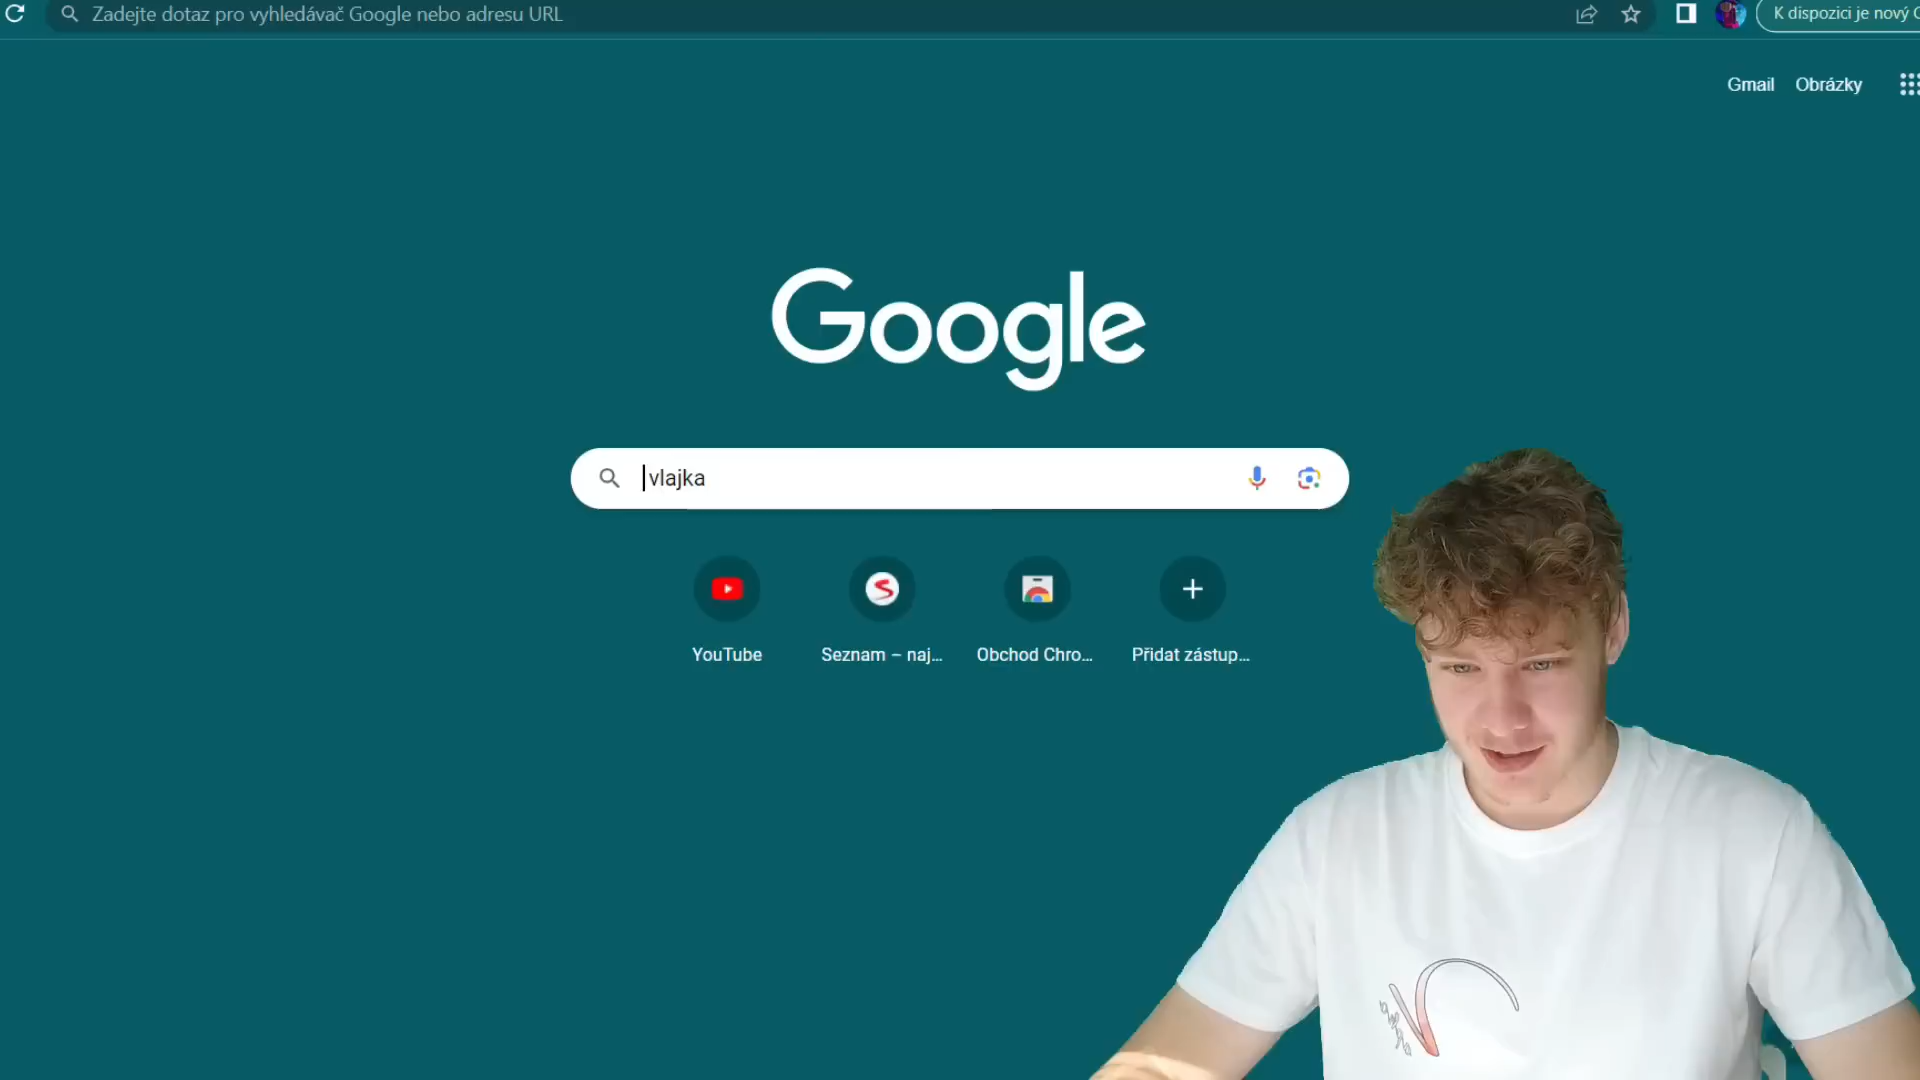 Zadejte dotaz pro vyhledávač Google nebo adresu URL
K dispozici je nový
Gmail
Obrázky
Google
vlajka
YouTube
Seznam – naj...
Obchod Chro...
Přidat zástup...